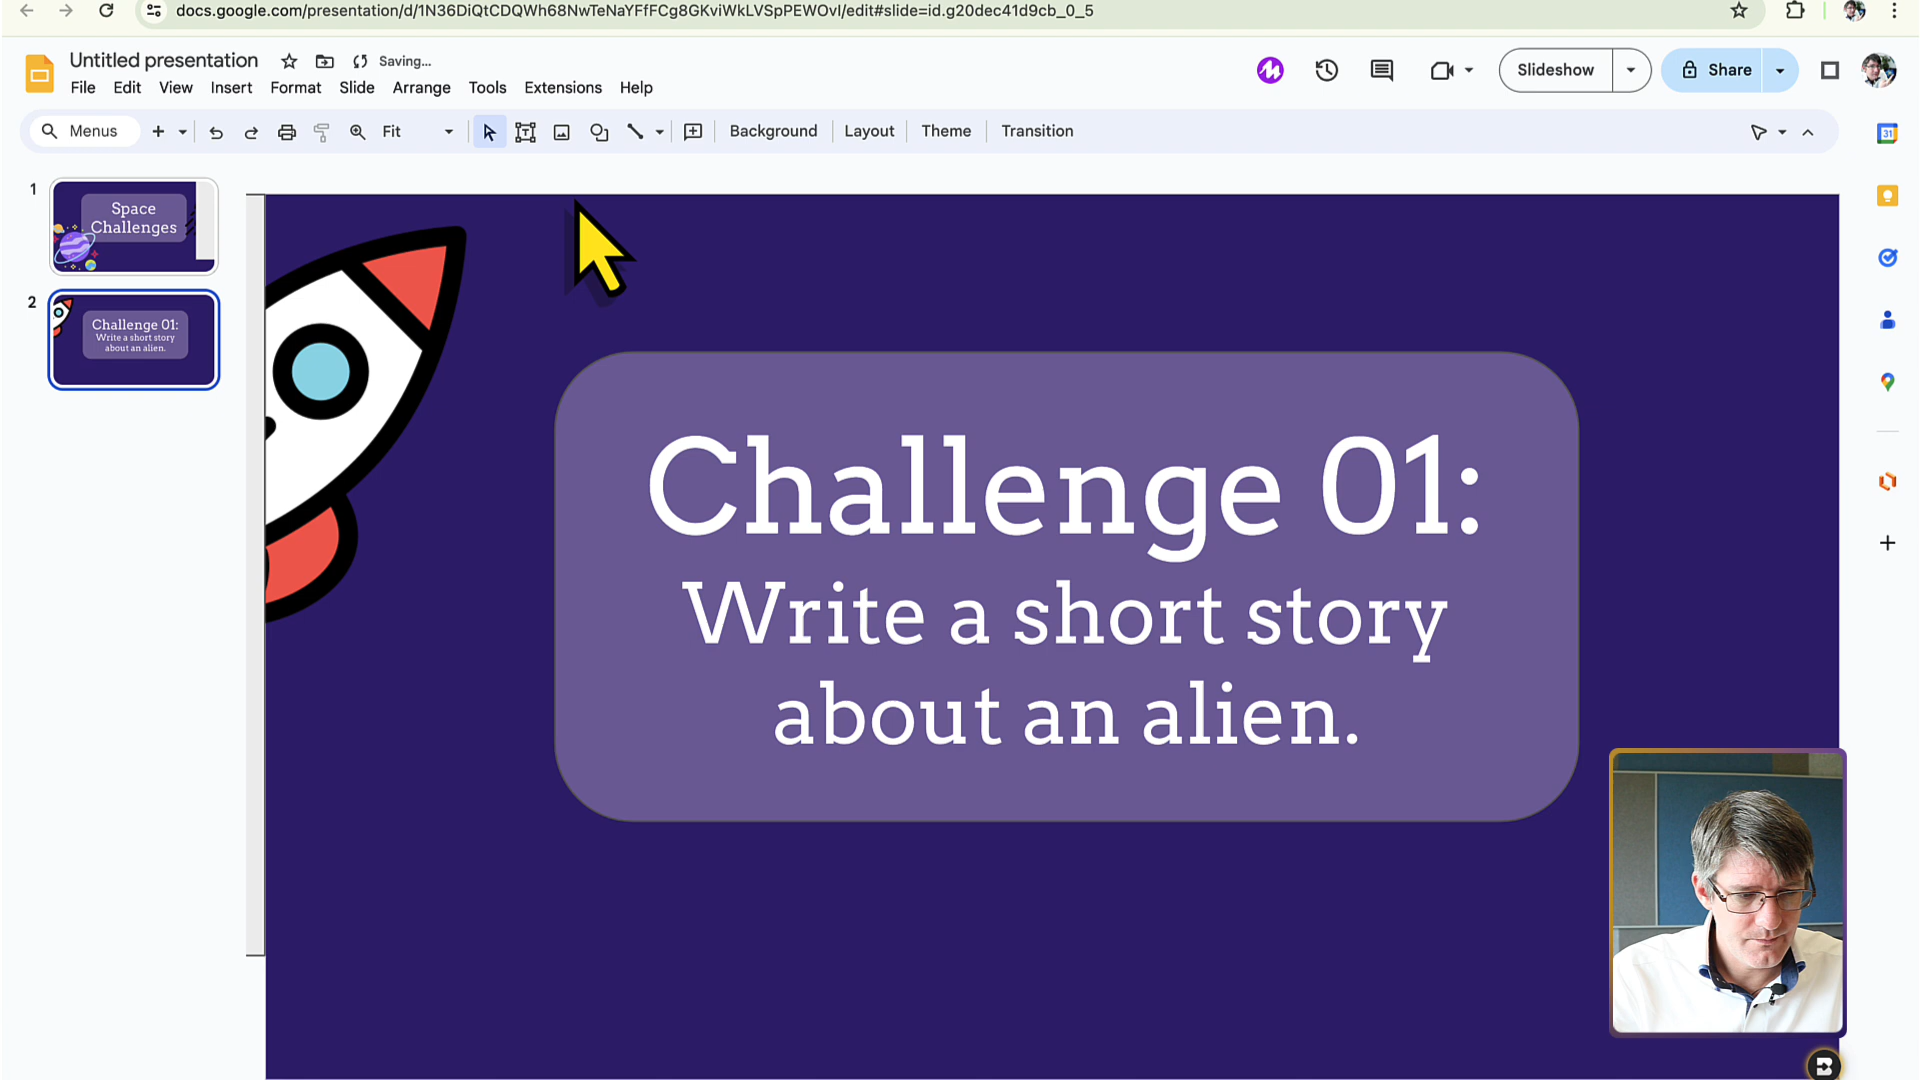 docs.google.com/presentation/d/1N36DiQtCDQWh68NwTeNaYFfFCg8GKviWkLVSpPEWOvI/edit#slide=id.g20dec41d9cb_0_5
Untitled presentation
Saving...
File Edit View Insert Format Slide Arrange Tools Extensions Help
Slideshow
Share
Menus
Fit
Background
Layout
Theme
Transition
31
1
Space
Challenges
2
Challenge 01:
Write a short story
about an alien.
Challenge 01:
Write a short story
about an alien.